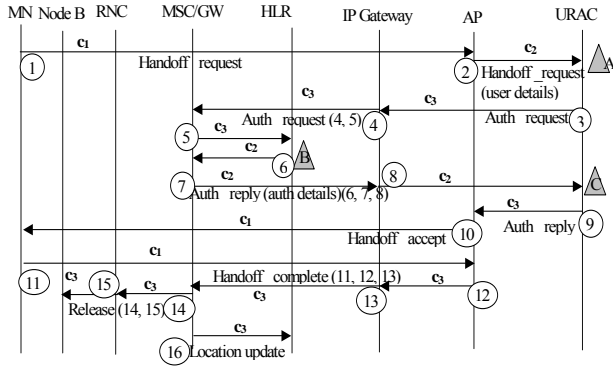 MN Node B RNC MSC/GW HLR IP Gateway AP URAC
c1 c2
1 Handoff request 2 Handoff_request A
(user details)
c3 c3
Auth request (4, 5) 4 Auth request 3
5 c3
c2 6 B
7 c2 8 c2 C
Auth reply (auth details)(6, 7, 8)
c1 c3
Handoff accept 10 Auth reply 9
c1
11 c3 15 c3 Handoff complete (11, 12, 13) c3 12
Release (14, 15) 14 c3 13
c3
16 Location update